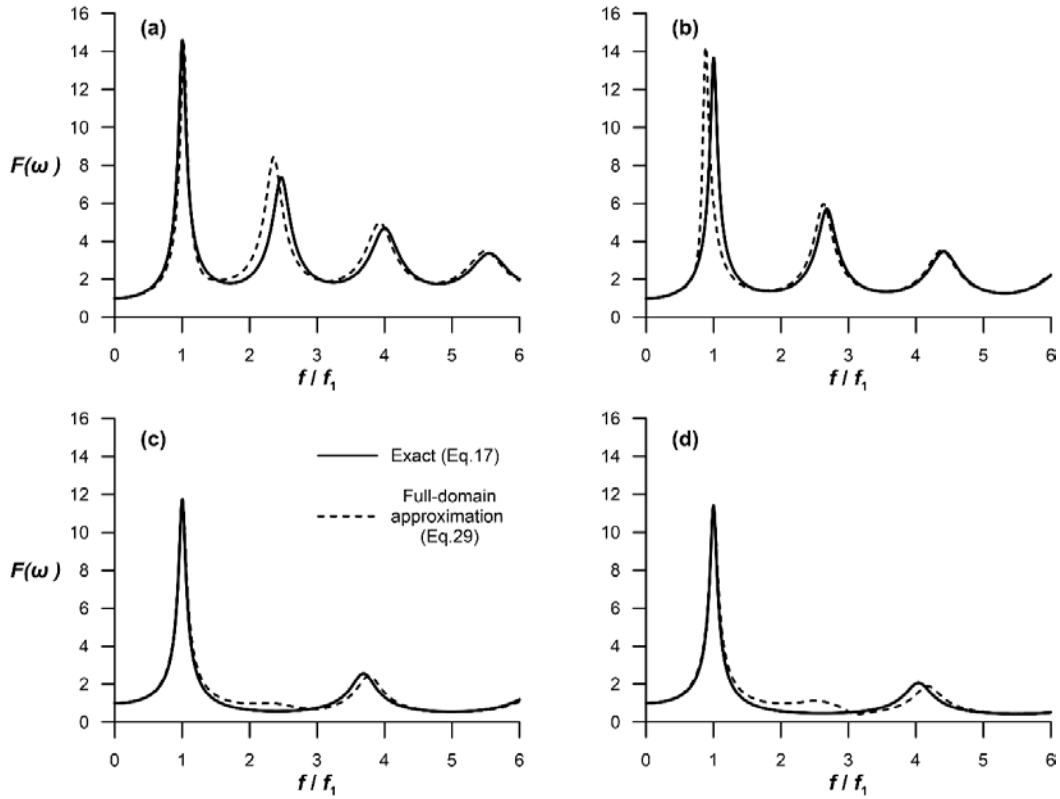 (a)
16
14
12
10
8
6
4
2
0
F(ω)
0 1 2 3 4 5 6
f / f₁
(b)
16
14
12
10
8
6
4
2
0
0 1 2 3 4 5 6
f / f₁
(c)
16
14
12
10
8
6
4
2
0
F(ω)
Exact (Eq.17)
Full-domain
approximation
(Eq.29)
0 1 2 3 4 5 6
f / f₁
(d)
16
14
12
10
8
6
4
2
0
0 1 2 3 4 5 6
f / f₁